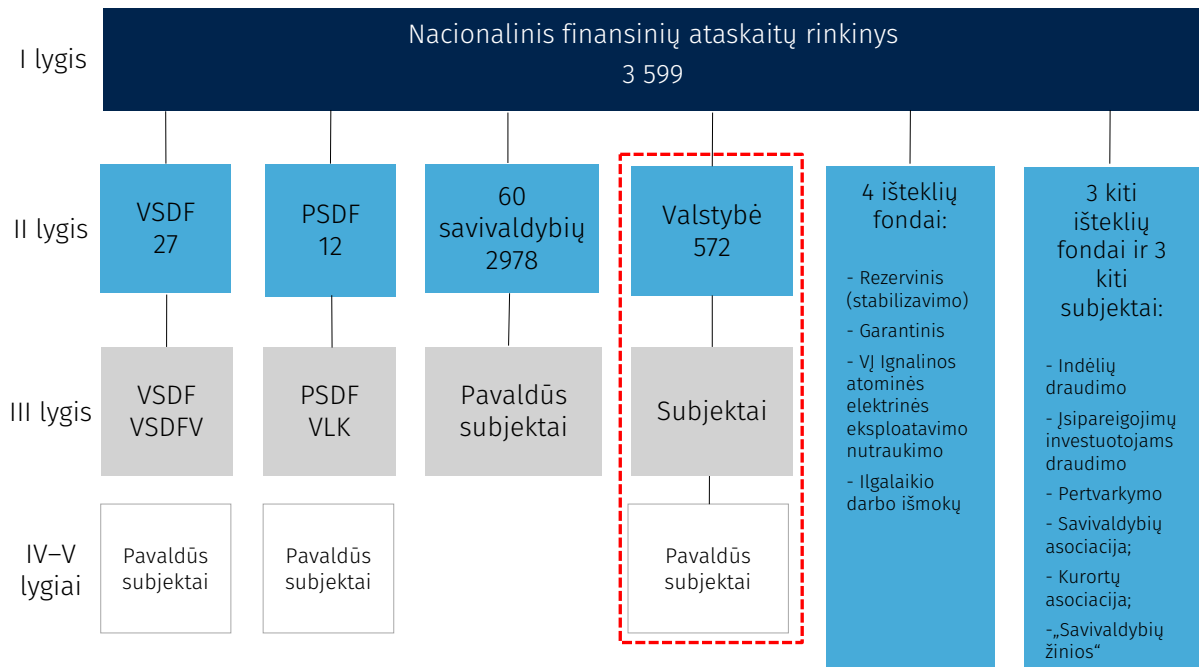 I lygis
Nacionalinis finansinių ataskaitų rinkinys
3 599
II lygis
VSDF
27
PSDF
12
60
savivaldybių
2978
Valstybė
572
4 išteklių
fondai:
- Rezervinis
(stabilizavimo)
- Garantinis
- VĮ Ignalinos
atominės
elektrinės
eksploatavimo
nutraukimo
- Ilgalaikio
darbo išmokų
3 kiti
išteklių
fondai ir 3
kiti
subjektai:
- Indėlių
draudimo
- Įsipareigojimų
investuotojams
draudimo
- Pertvarkymo
- Savivaldybių
asociacija;
- Kurortų
asociacija;
-„Savivaldybių
žinios“
III lygis
VSDF
VSDFV
PSDF
VLK
Pavaldūs
subjektai
Subjektai
IV–V
lygiai
Pavaldūs
subjektai
Pavaldūs
subjektai
Pavaldūs
subjektai